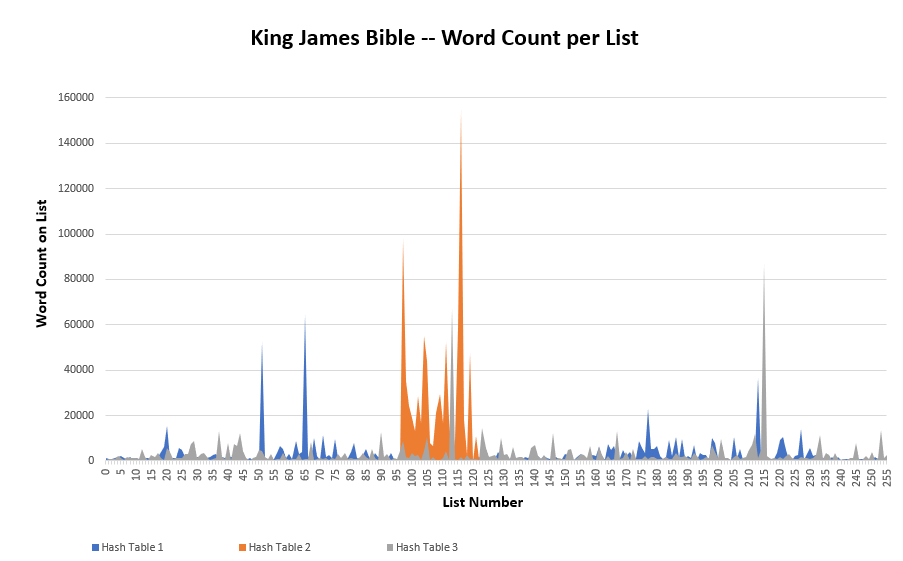 King James Bible -- Word Count per List
160000
140000
120000
100000
80000
60000
40000
20000
0
Word Count on List
0 5 10 15 20 25 30 35 40 45 50 55 60 65 70 75 80 85 90 95 100 105 110 115 120 125 130 135 140 145 150 155 160 165 170 175 180 185 190 195 200 205 210 215 220 225 230 235 240 245 250 255
List Number
Hash Table 1 Hash Table 2 Hash Table 3